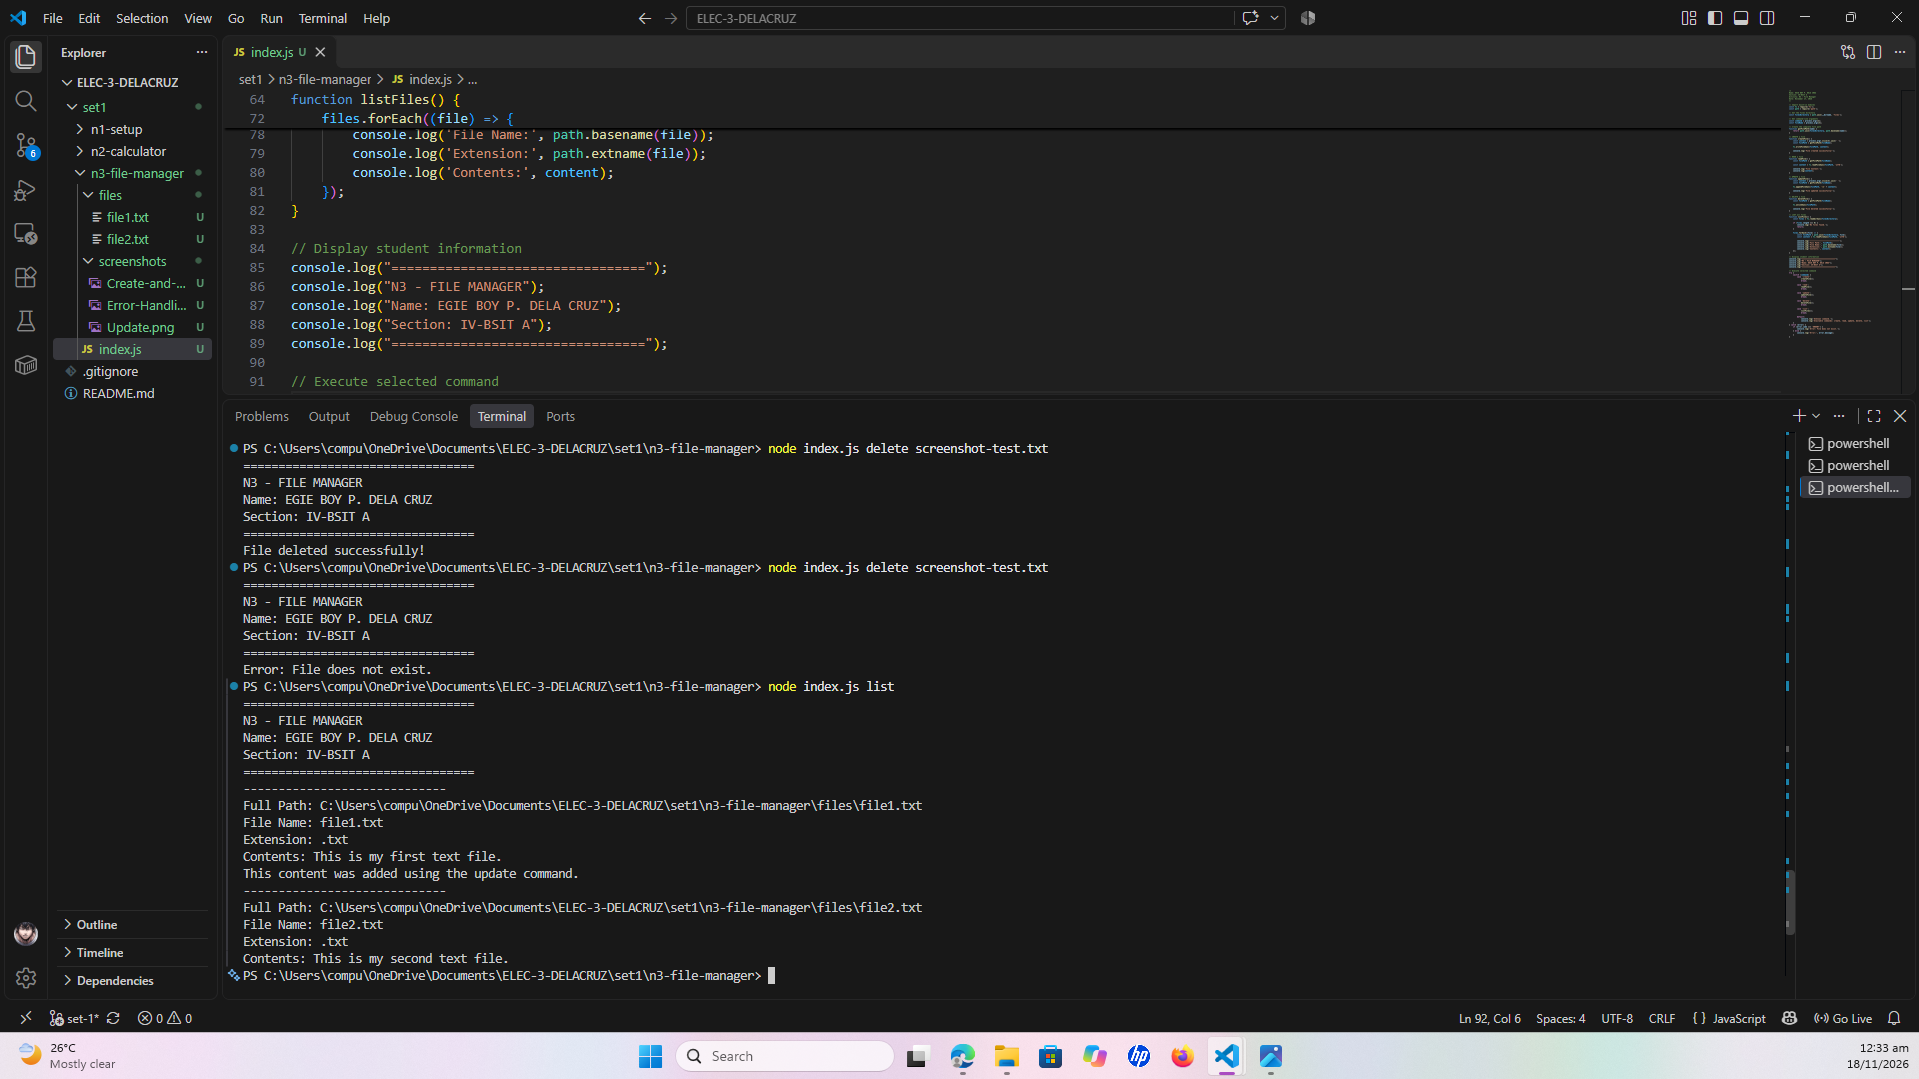 File Edit Selection View Go Run Terminal Help
ELEC-3-DELACRUZ
Explorer
ELEC-3-DELACRUZ
set1
n1-setup
n2-calculator
n3-file-manager
files
file1.txt U
file2.txt U
screenshots
Create-and-... U
Error-Handli... U
Update.png U
JS index.js U
.gitignore
README.md
Outline
Timeline
Dependencies
6
JS index.js U
set1 > n3-file-manager > JS index.js > ...
64 function listFiles() {
72 files.forEach((file) => {
78 console.log('File Name:', path.basename(file));
79 console.log('Extension:', path.extname(file));
80 console.log('Contents:', content);
81 });
82 }
83
84 // Display student information
85 console.log("=================================");
86 console.log("N3 - FILE MANAGER");
87 console.log("Name: EGIE BOY P. DELA CRUZ");
88 console.log("Section: IV-BSIT A");
89 console.log("=================================");
90
91 // Execute selected command
Problems Output Debug Console Terminal Ports
PS C:\Users\compu\OneDrive\Documents\ELEC-3-DELACRUZ\set1\n3-file-manager> node index.js delete screenshot-test.txt
=================================
N3 - FILE MANAGER
Name: EGIE BOY P. DELA CRUZ
Section: IV-BSIT A
=================================
File deleted successfully!
PS C:\Users\compu\OneDrive\Documents\ELEC-3-DELACRUZ\set1\n3-file-manager> node index.js delete screenshot-test.txt
=================================
N3 - FILE MANAGER
Name: EGIE BOY P. DELA CRUZ
Section: IV-BSIT A
=================================
Error: File does not exist.
PS C:\Users\compu\OneDrive\Documents\ELEC-3-DELACRUZ\set1\n3-file-manager> node index.js list
=================================
N3 - FILE MANAGER
Name: EGIE BOY P. DELA CRUZ
Section: IV-BSIT A
=================================
-----------------------------
Full Path: C:\Users\compu\OneDrive\Documents\ELEC-3-DELACRUZ\set1\n3-file-manager\files\file1.txt
File Name: file1.txt
Extension: .txt
Contents: This is my first text file.
This content was added using the update command.
-----------------------------
Full Path: C:\Users\compu\OneDrive\Documents\ELEC-3-DELACRUZ\set1\n3-file-manager\files\file2.txt
File Name: file2.txt
Extension: .txt
Contents: This is my second text file.
PS C:\Users\compu\OneDrive\Documents\ELEC-3-DELACRUZ\set1\n3-file-manager>
powershell
powershell
powershell...
set-1* 0 0
Ln 92, Col 6 Spaces: 4 UTF-8 CRLF { } JavaScript Go Live
26°C
Mostly clear
Search
hp
12:33 am
18/11/2026